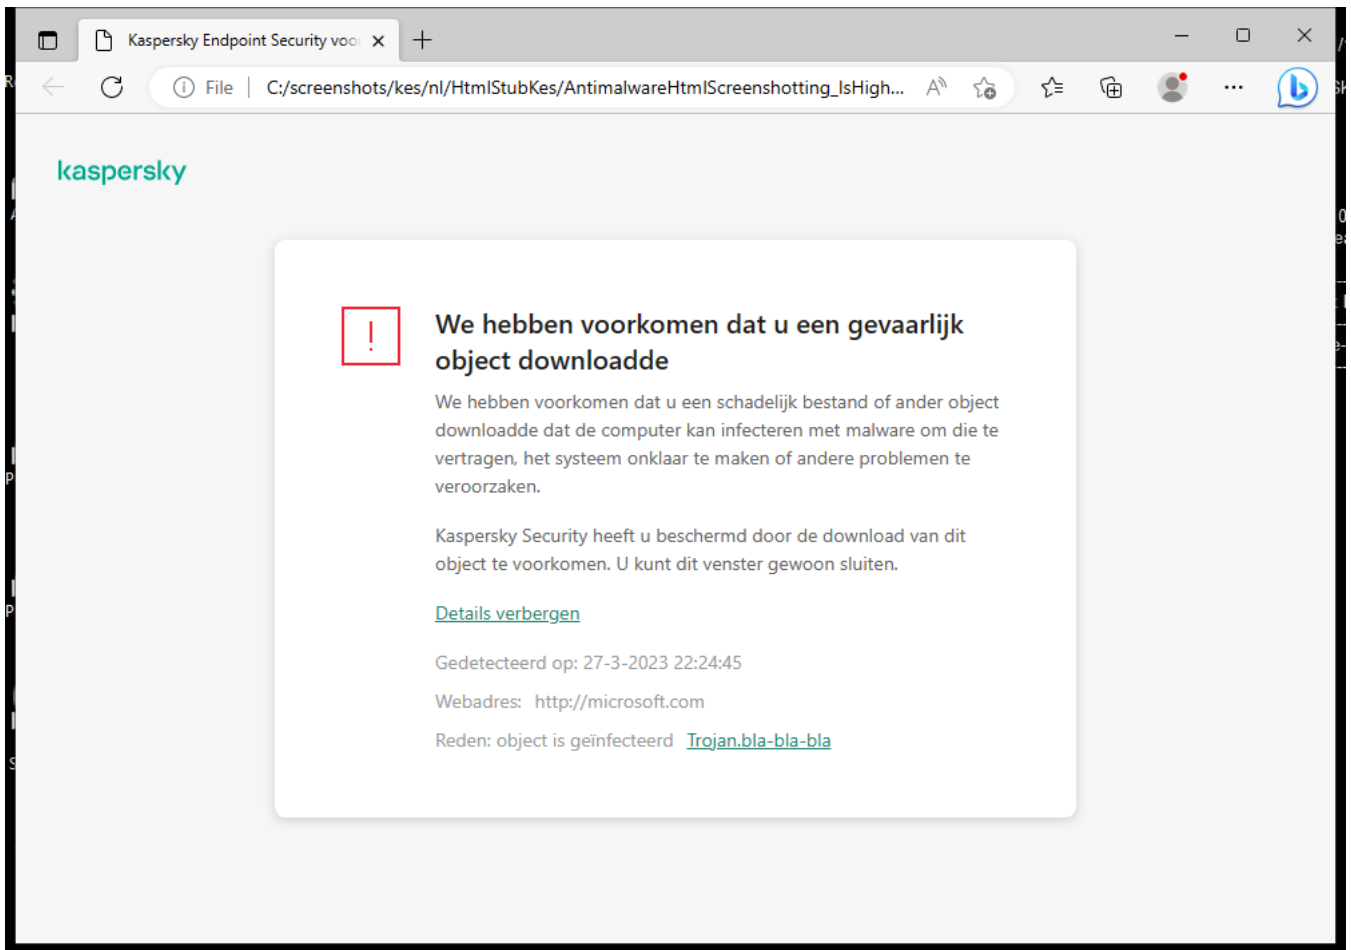 Kaspersky Endpoint Security voo
File
C:/screenshots/kes/nl/HtmlStubKes/AntimalwareHtmlScreenshotting_IsHigh...
kaspersky
We hebben voorkomen dat u een gevaarlijk
object downloadde
We hebben voorkomen dat u een schadelijk bestand of ander object
downloadde dat de computer kan infecteren met malware om die te
vertragen, het systeem onklaar te maken of andere problemen te
veroorzaken.
Kaspersky Security heeft u beschermd door de download van dit
object te voorkomen. U kunt dit venster gewoon sluiten.
Details verbergen
Gedetecteerd op: 27-3-2023 22:24:45
Webadres: http://microsoft.com
Reden: object is geïnfecteerd Trojan.bla-bla-bla